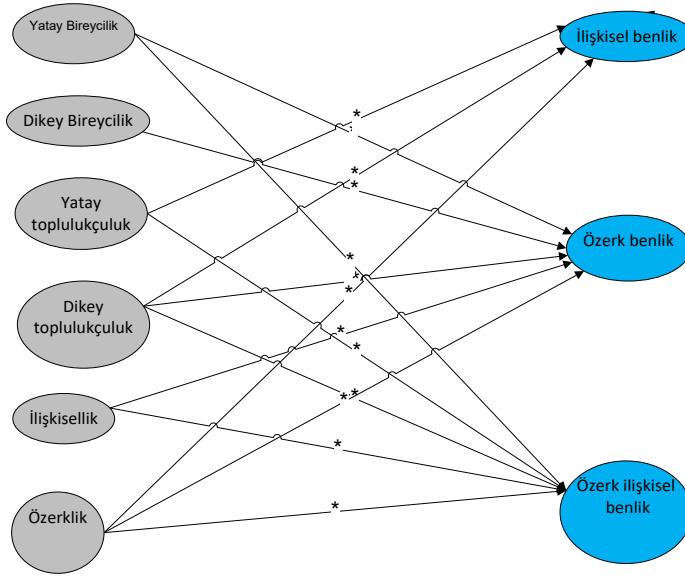 Yatay Bireycilik
Dikey Bireycilik
Yatay
toplulukçuluk
Dikey
toplulukçuluk
İlişkisellik
Özerklik
İlişkisel benlik
Özerk benlik
Özerk ilişkisel
benlik
*
*
*
*
*
*
*
*
*
*
*
*
*